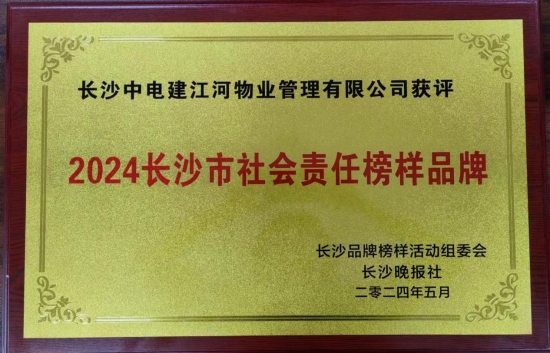 长沙中电建江河物业管理有限公司获评
2024长沙市社会责任榜样品牌
长沙品牌榜样活动组委会
长沙晚报社
二零二四年五月